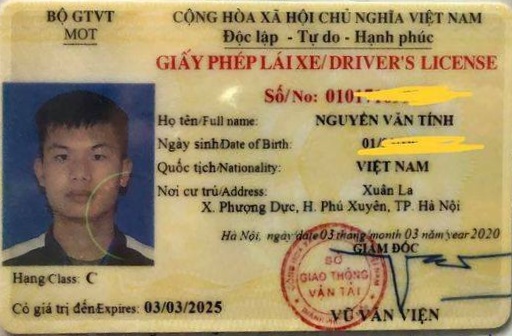 BỘ GTVT
MOT
CỘNG HÒA XÃ HỘI CHỦ NGHĨA VIỆT NAM
Độc lập - Tự do - Hạnh phúc
GIẤY PHÉP LÁI XE/DRIVER'S LICENSE
Số/No:
Họ tên/Full name: NGUYỄN VĂN TÍNH
Ngày sinh/Date of Birth: 01/
Quốc tịch/Nationality: VIỆT NAM
Nơi cư trú/Address: Xuân La
X. Phượng Dực, H. Phú Xuyên, TP. Hà Nội
Hà Nội, ngày/date 03 tháng/month 03 năm/year 2020
GIÁM ĐỐC
SỞ
GIAO THÔNG
VẬN TẢI
Hạng/Class: C
Có giá trị đến/Expires: 03/03/2025
VŨ VĂN VIỆN